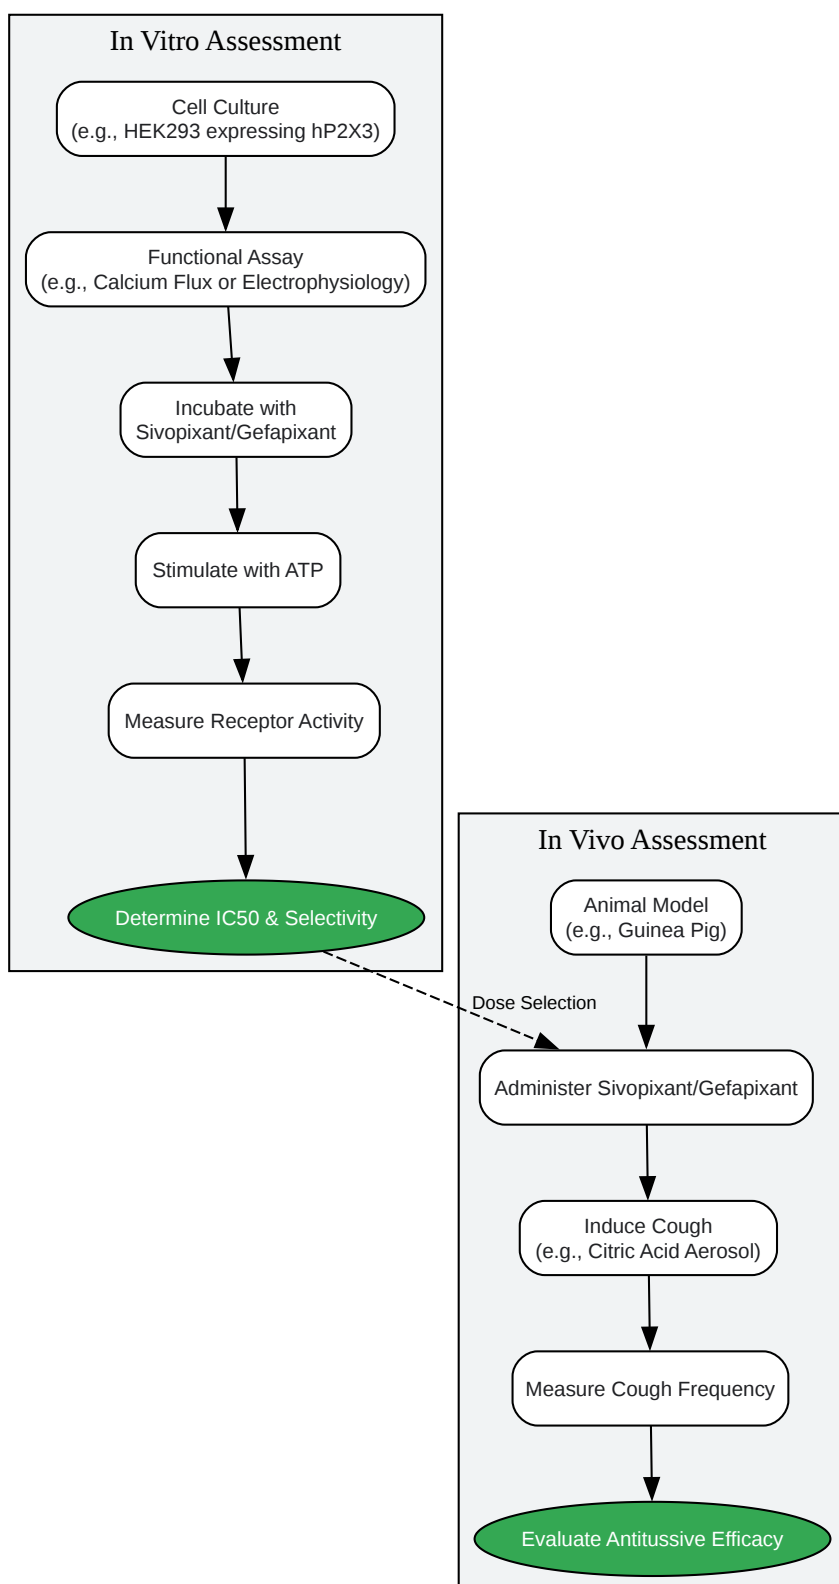 In Vitro Assessment
Cell Culture
(e.g., HEK293 expressing hP2X3)
Functional Assay
(e.g., Calcium Flux or Electrophysiology)
Incubate with
Sivopixant/Gefapixant
Stimulate with ATP
Measure Receptor Activity
Determine IC50 & Selectivity
In Vivo Assessment
Animal Model
(e.g., Guinea Pig)
Dose Selection
Administer Sivopixant/Gefapixant
Induce Cough
(e.g., Citric Acid Aerosol)
Measure Cough Frequency
Evaluate Antitussive Efficacy